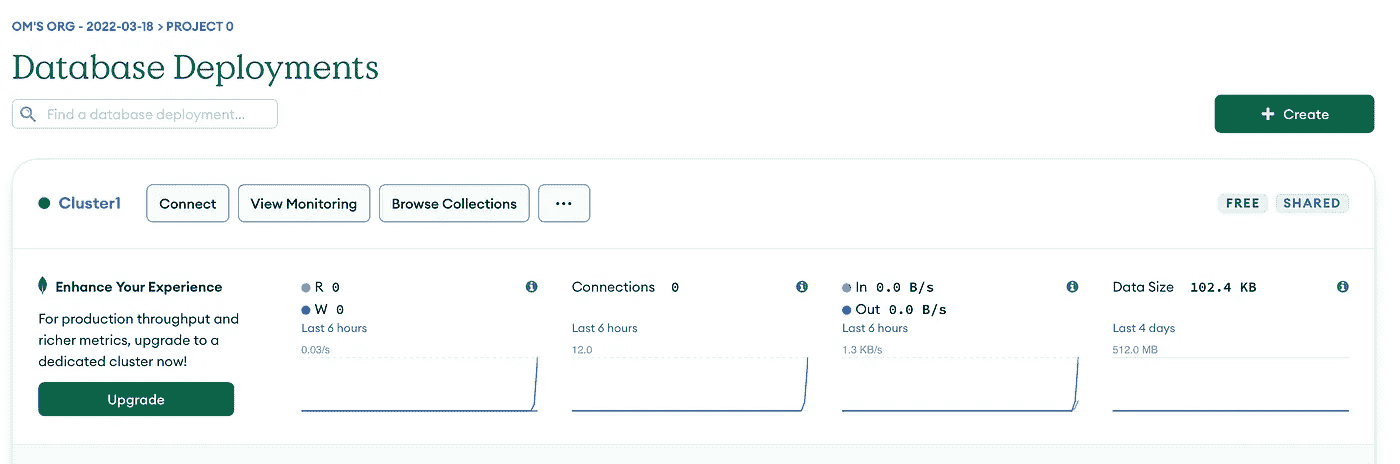 OM'S ORG - 2022-03-18 > PROJECT 0
Database Deployments
Find a database deployment...
+ Create
Cluster1
Connect
View Monitoring
Browse Collections
...
FREE
SHARED
Enhance Your Experience
For production throughput and
richer metrics, upgrade to a
dedicated cluster now!
Upgrade
R 0
W 0
Last 6 hours
0.03/s
Connections 0
Last 6 hours
12.0
In 0.0 B/s
Out 0.0 B/s
Last 6 hours
1.3 KB/s
Data Size 102.4 KB
Last 4 days
512.0 MB